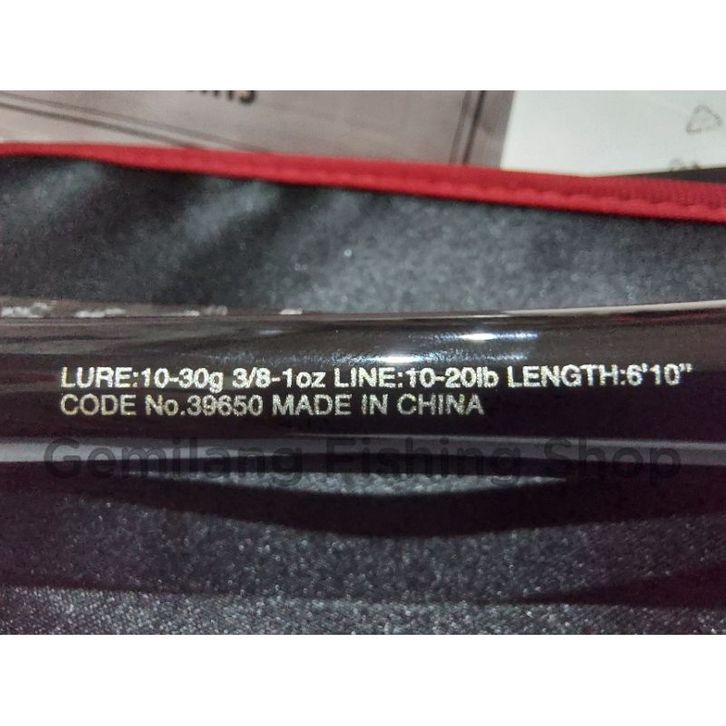 LURE:10-30g 3/8-1oz LINE:10-20lb LENGTH:6'10"
CODE No.39650 MADE IN CHINA
Gemilang Fishing Shop